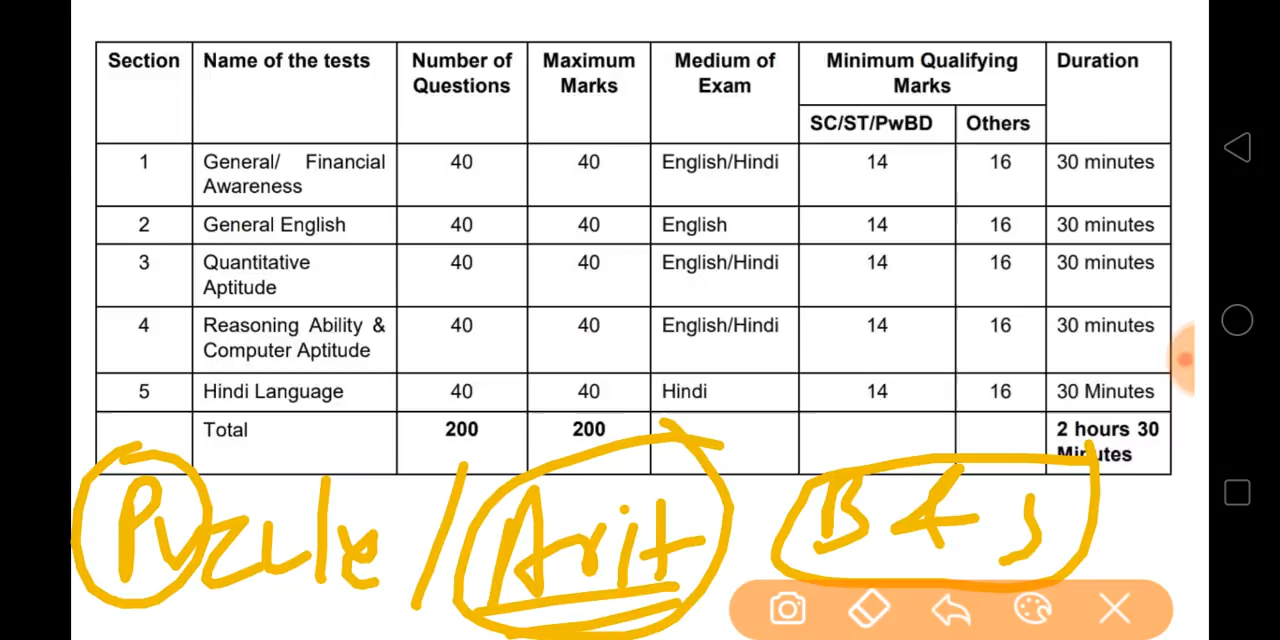 Section Name of the tests Number of Questions Maximum Marks Medium of Exam Minimum Qualifying Marks Duration
SC/ST/PwBD Others
1 General/ Financial Awareness 40 40 English/Hindi 14 16 30 minutes
2 General English 40 40 English 14 16 30 minutes
3 Quantitative Aptitude 40 40 English/Hindi 14 16 30 minutes
4 Reasoning Ability & Computer Aptitude 40 40 English/Hindi 14 16 30 minutes
5 Hindi Language 40 40 Hindi 14 16 30 Minutes
Total 200 200 2 hours 30 Minutes
Puzzle / Arit B & S